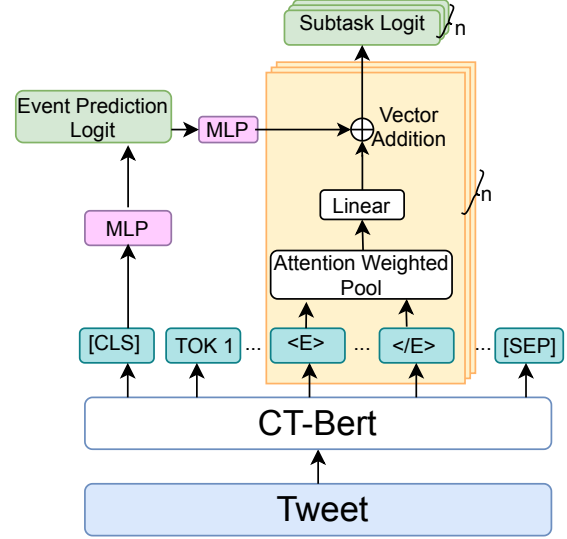 Subtask Logit
n
Event Prediction
Logit
MLP
Vector
Addition
n
Linear
MLP
Attention Weighted
Pool
[CLS]
TOK 1
...
<E>
...
</E>
...
[SEP]
CT-Bert
Tweet